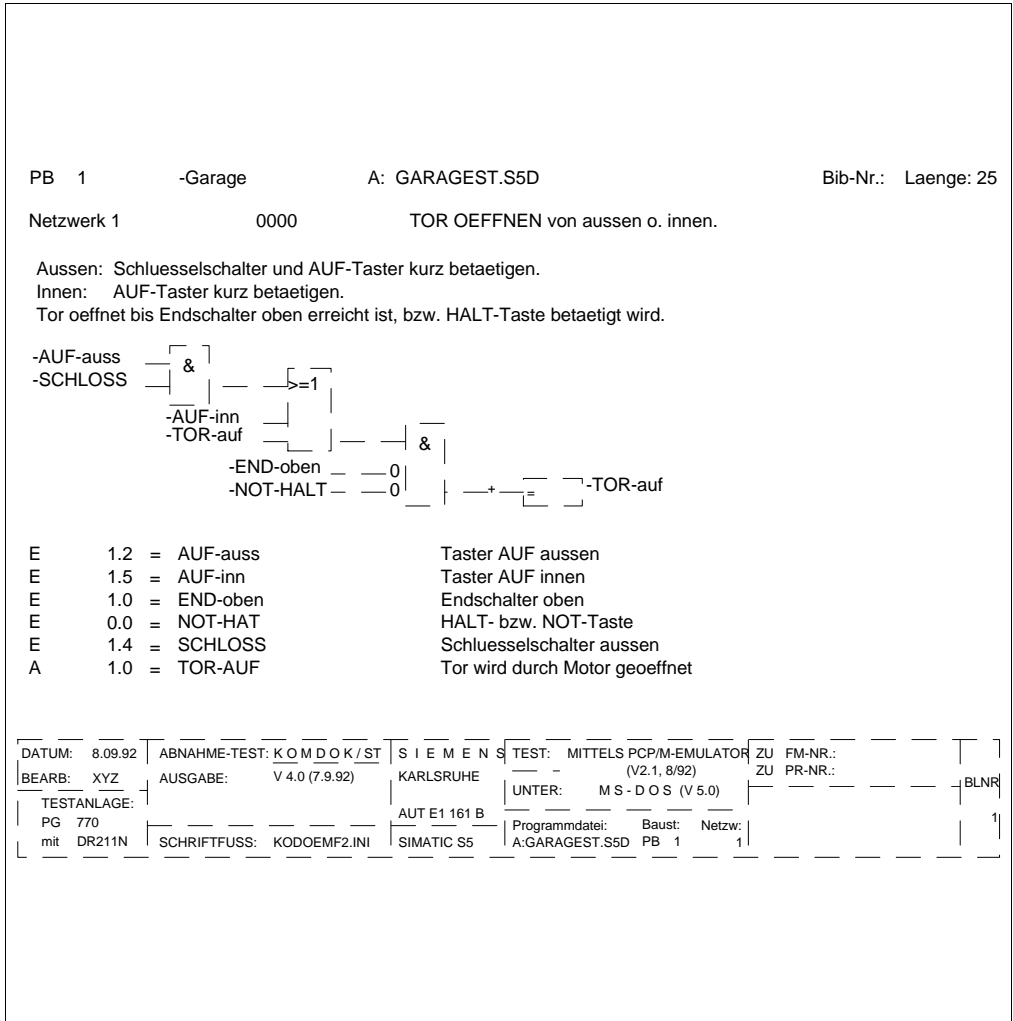 PB 1 -Garage A: GARAGEST.S5D Bib-Nr.: Laenge: 25
Netzwerk 1 0000 TOR OEFFNEN von aussen o. innen.
Aussen: Schluesselschalter und AUF-Taster kurz betaetigen.
Innen: AUF-Taster kurz betaetigen.
Tor oeffnet bis Endschalter oben erreicht ist, bzw. HALT-Taste betaetigt wird.
-AUF-auss &
-SCHLOSS >=1
-AUF-inn
-TOR-auf &
-END-oben 0
-NOT-HALT 0 + = -TOR-auf
E 1.2 = AUF-auss Taster AUF aussen
E 1.5 = AUF-inn Taster AUF innen
E 1.0 = END-oben Endschalter oben
E 0.0 = NOT-HAT HALT- bzw. NOT-Taste
E 1.4 = SCHLOSS Schluesselschalter aussen
A 1.0 = TOR-AUF Tor wird durch Motor geoeffnet
DATUM: 8.09.92 ABNAHME-TEST: K O M D O K / ST S I E M E N S TEST: MITTELS PCP/M-EMULATOR ZU FM-NR.:
BEARB: XYZ AUSGABE: V 4.0 (7.9.92) KARLSRUHE (V2.1, 8/92) ZU PR-NR.: BLNR
UNTER: M S - D O S (V 5.0)
TESTANLAGE:
PG 770 AUT E1 161 B Programmdatei: Baust: Netzw: 1
mit DR211N SCHRIFTFUSS: KODOEMF2.INI SIMATIC S5 A:GARAGEST.S5D PB 1 1